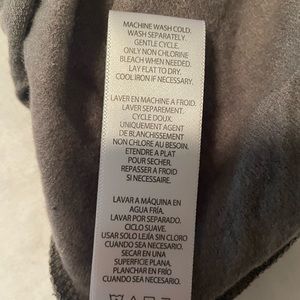 MACHINE WASH COLD.
WASH SEPARATELY.
GENTLE CYCLE.
ONLY NON CHLORINE
BLEACH WHEN NEEDED.
LAY FLAT TO DRY.
COOL IRON IF NECESSARY.
LAVER EN MACHINE A FROID.
LAVER SEPAREMENT.
CYCLE DOUX.
UNIQUEMENT AGENT
DE BLANCHISSEMENT
NON CHLORE AU BESOIN.
ETENDRE A PLAT
POUR SECHER.
REPASSER A FROID
SI NECESSAIRE.
LAVAR A MÁQUINA EN
AGUA FRÍA.
LAVAR POR SEPARADO.
CICLO SUAVE.
USAR SOLO LEJÍA SIN CLORO
CUANDO SEA NECESARIO.
SECAR EN UNA
SUPERFICIE PLANA.
PLANCHAR EN FRÍO
CUANDO SEA NECESARIO.